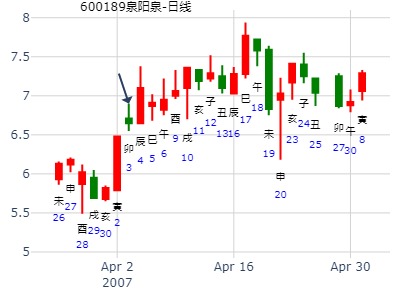 600189泉阳泉-日线
8
7.5
7
6.5
6
5.5
5
未
26
申
27
酉
28
戌
29
亥
30
寅
2
卯
3
辰
4
巳
5
午
6
酉
9
戌
10
亥
11
子
12
丑
13
辰
16
巳
17
午
18
未
19
申
20
亥
23
子
24
丑
25
卯
27
午
30
寅
8
Apr 2
2007
Apr 16
Apr 30